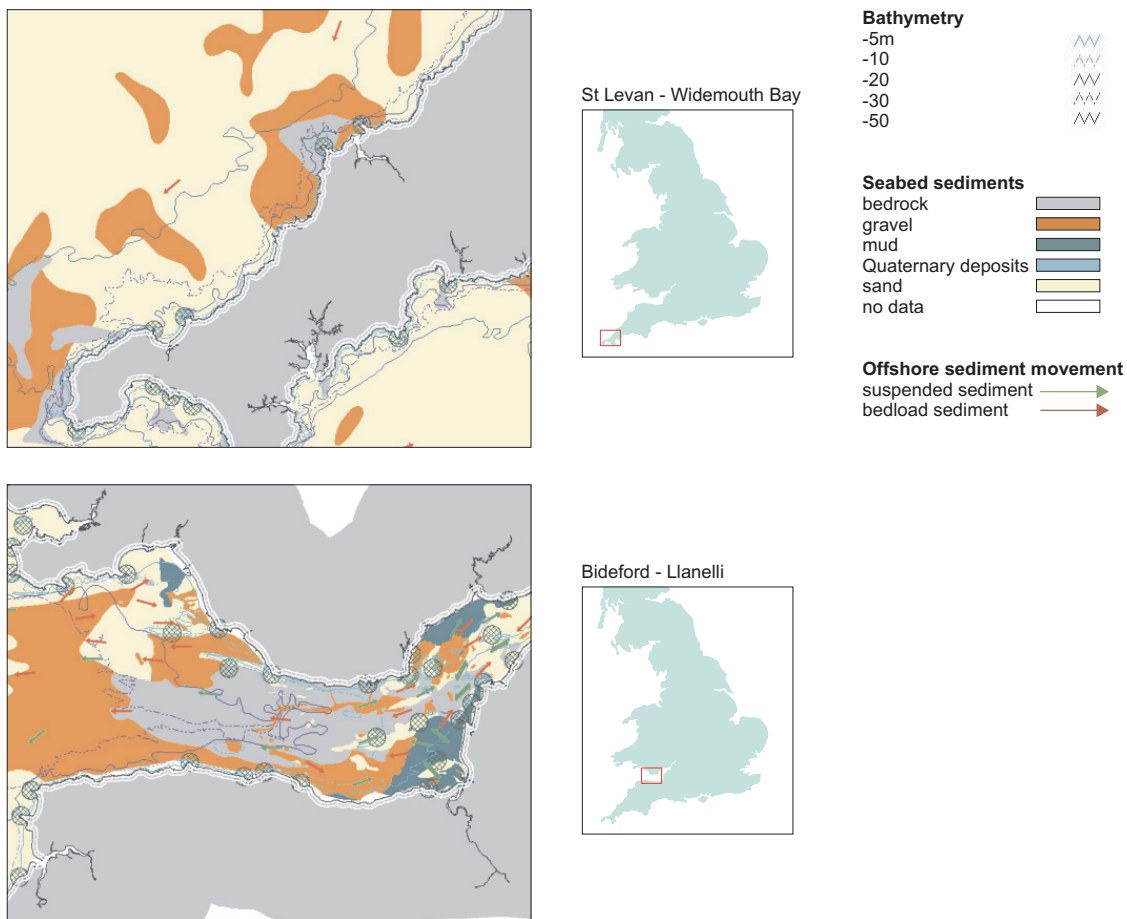 St Levan - Widemouth Bay
Bathymetry
-5m
-10
-20
-30
-50
Seabed sediments
bedrock
gravel
mud
Quaternary deposits
sand
no data
Offshore sediment movement
suspended sediment
bedload sediment
Bideford - Llanelli